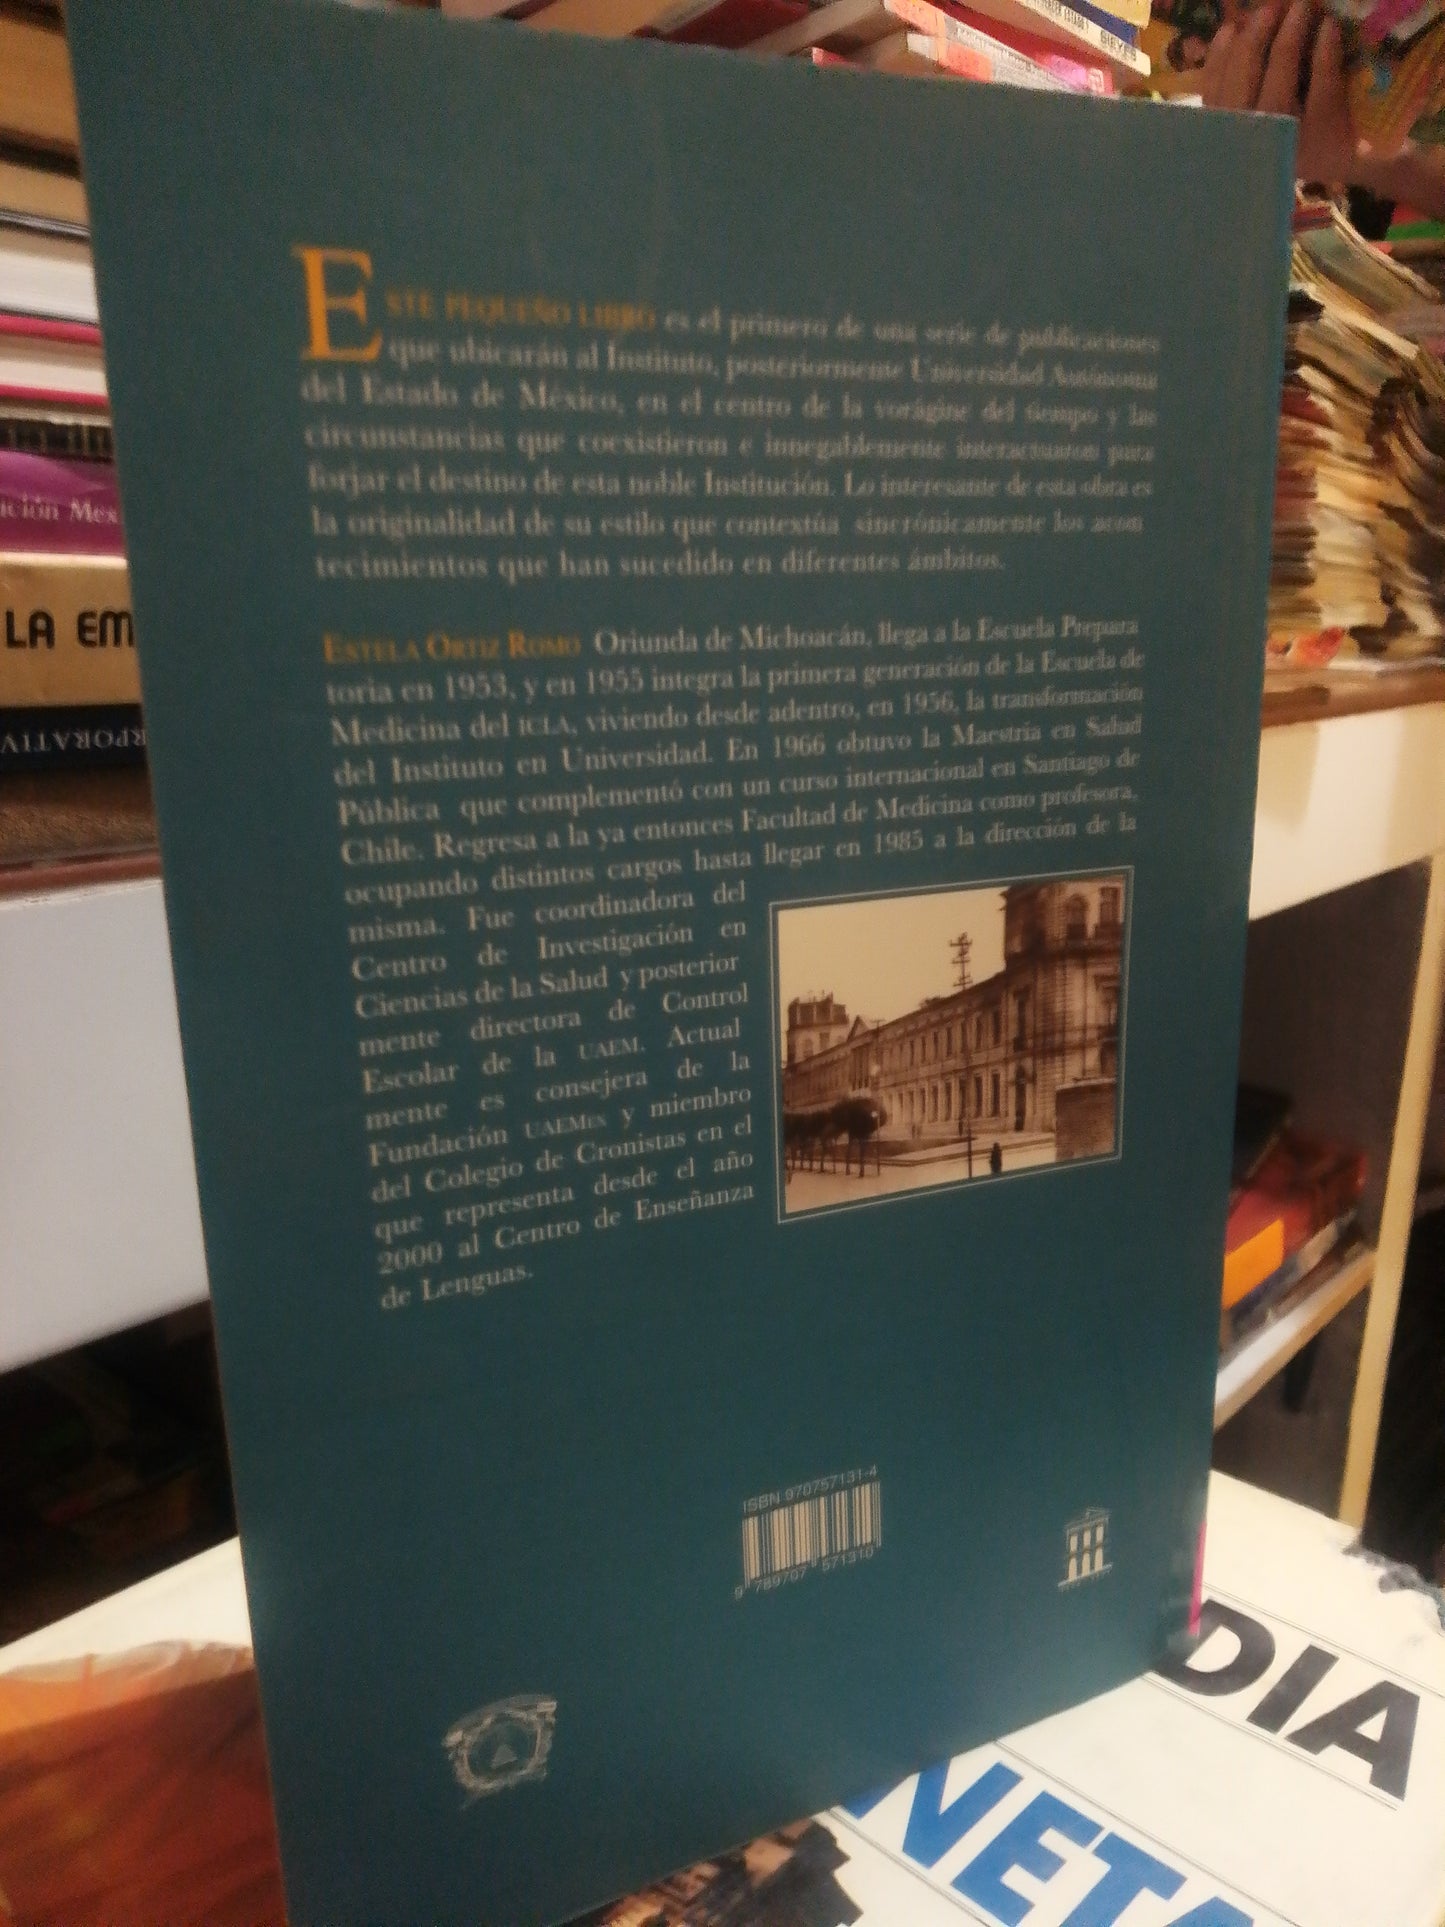 ESTE PEQUEÑO LIBRO es el primero de una serie de publicaciones
que ubicarán al Instituto, posteriormente Universidad Autónoma
del Estado de México, en el centro de la vorágine del tiempo y las
circunstancias que coexistieron e innegablemente interactuaron para
forjar el destino de esta noble Institución. Lo interesante de esta obra es
la originalidad de su estilo que contextúa sincrónicamente los acon
tecimientos que han sucedido en diferentes ámbitos.
ESTELA ORTIZ ROMO Oriunda de Michoacán, llega a la Escuela Prepara
toria en 1953, y en 1955 integra la primera generación de la Escuela de
Medicina del ICLA, viviendo desde adentro, en 1956, la transformación
del Instituto en Universidad. En 1966 obtuvo la Maestría en Salud
Pública que complementó con un curso internacional en Santiago de
Chile. Regresa a la ya entonces Facultad de Medicina como profesora,
ocupando distintos cargos hasta llegar en 1985 a la dirección de la
misma. Fue coordinadora del
Centro de Investigación en
Ciencias de la Salud y posterior
mente directora de Control
Escolar de la UAEM. Actual
mente es consejera de la
Fundación UAEMEX y miembro
del Colegio de Cronistas en el
que representa desde el año
2000 al Centro de Enseñanza
de Lenguas.
ISBN 970757131-4
9 789707 571310
SIEYES
ución Mex
LA EM
RPORATIV
DIA
NETA